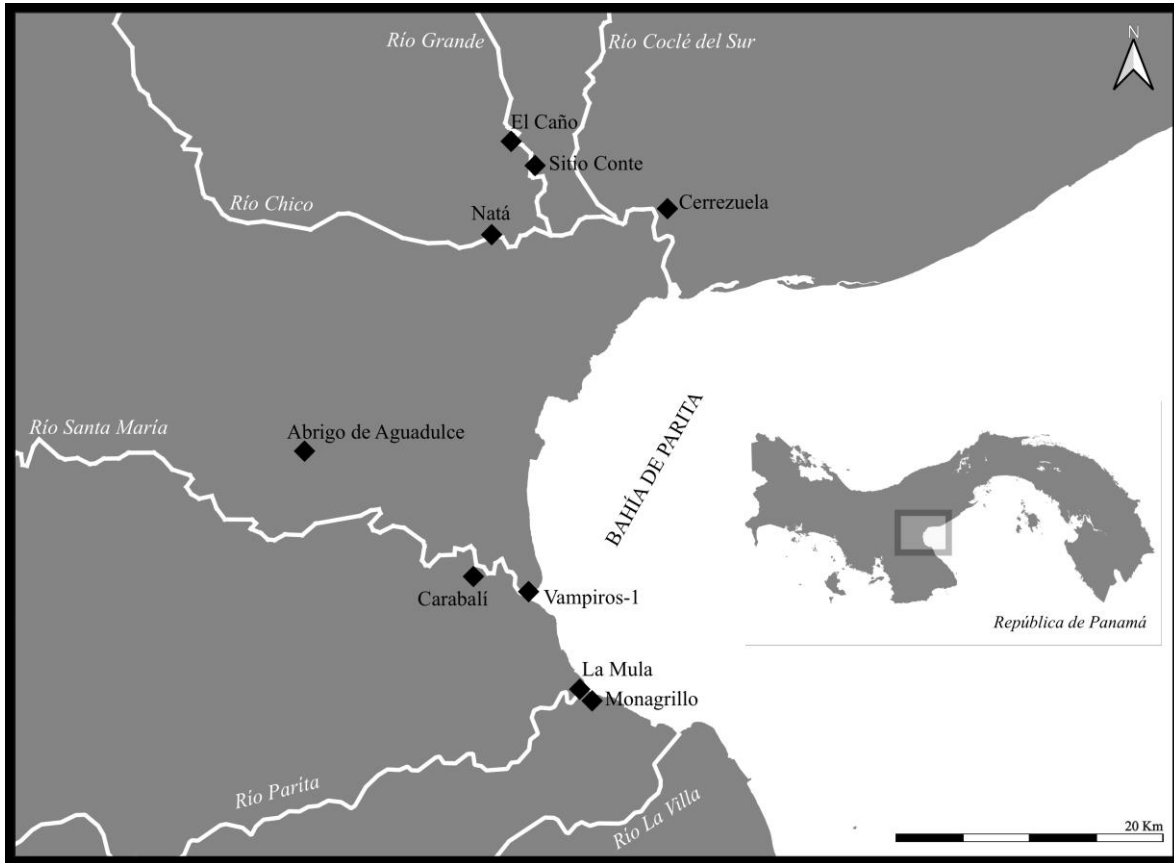 N
Río Grande
Río Coclé del Sur
El Caño
Sitio Conte
Río Chico
Natá
Cerrezuela
Río Santa María
Abrigo de Aguadulce
BAHÍA DE PARITA
Carabalí
Vampiros-1
República de Panamá
La Mula
Monagrillo
Río Parita
Río La Villa
20 Km